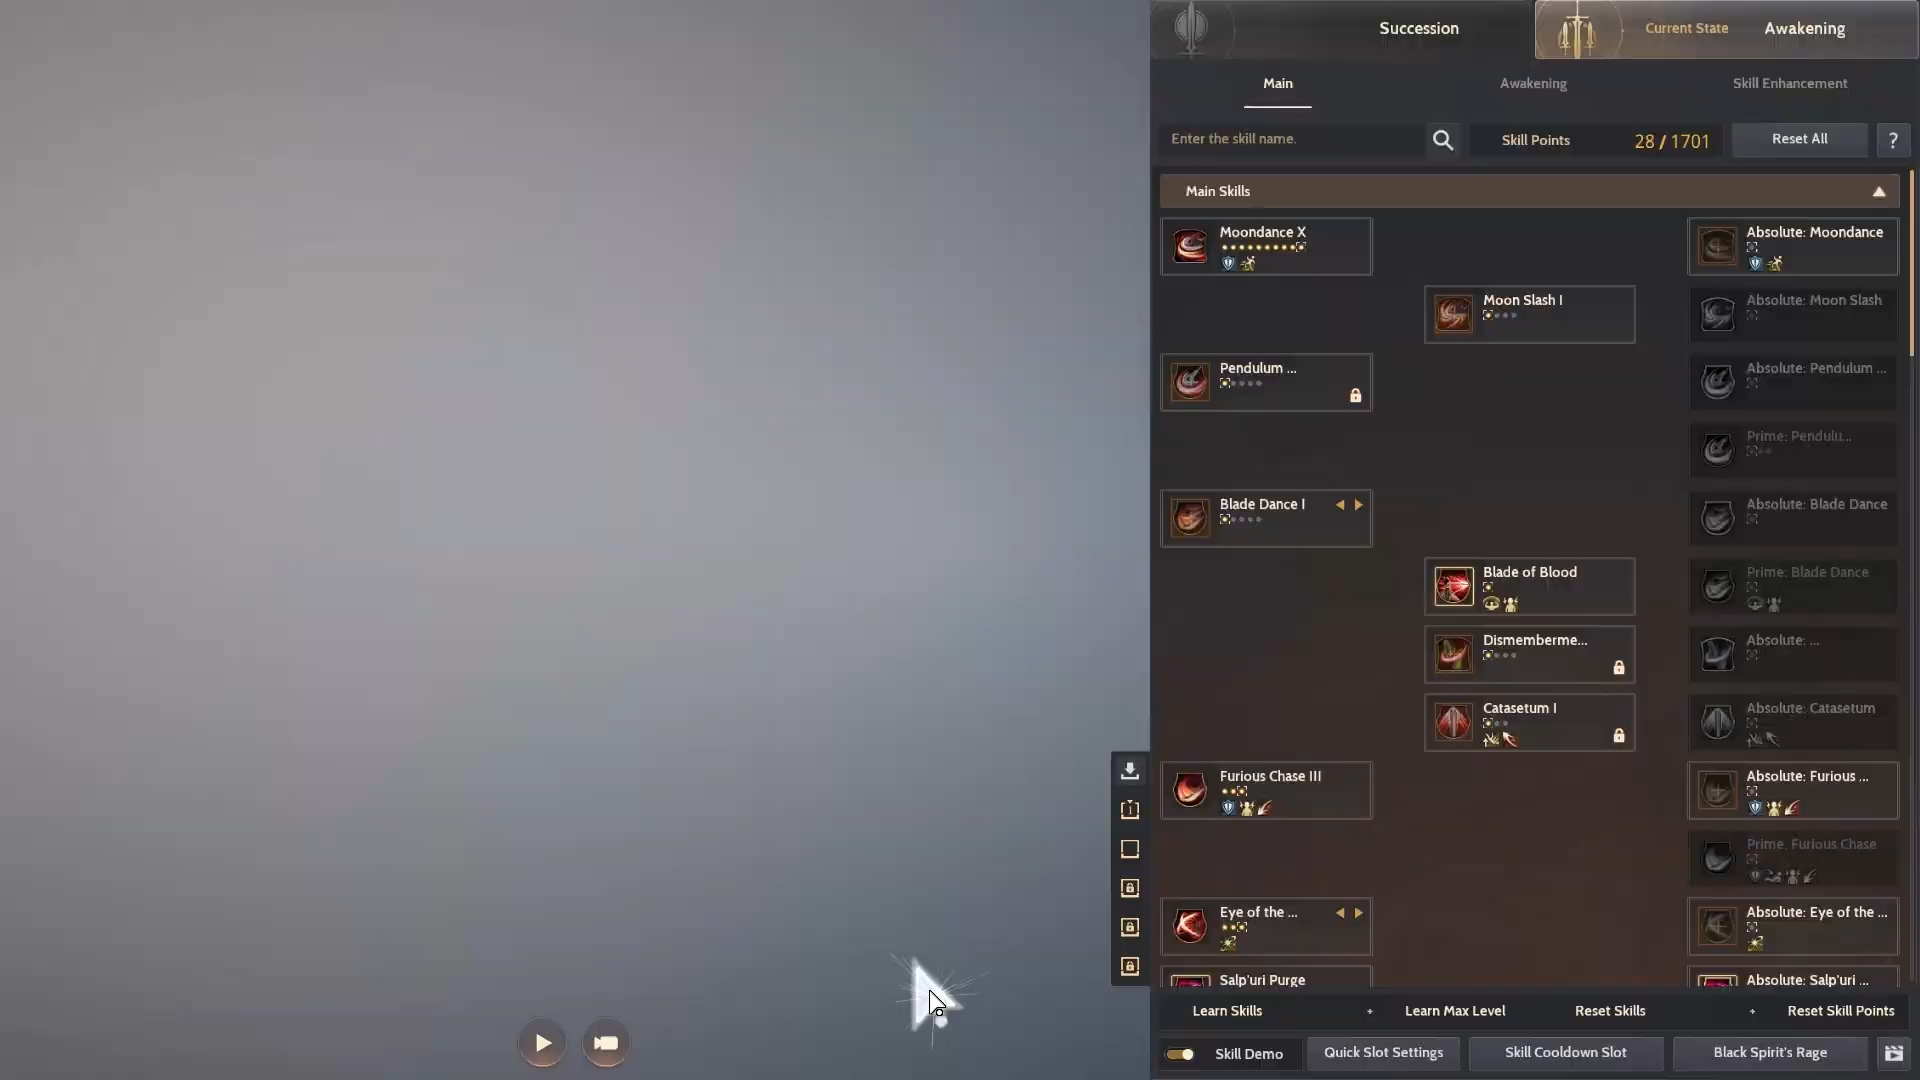 Succession
Current State Awakening
Main Awakening Skill Enhancement
Enter the skill name. Skill Points 28 / 1701 Reset All ?
Main Skills
Moondance X Absolute: Moondance
Moon Slash I Absolute: Moon Slash
Pendulum ... Absolute: Pendulum ...
Prime: Pendulu...
Blade Dance I Absolute: Blade Dance
Blade of Blood Prime: Blade Dance
Dismemberme... Absolute: ...
Catasetum I Absolute: Catasetum
Furious Chase III Absolute: Furious ...
Prime: Furious Chase
Eye of the ... Absolute: Eye of the ...
Salp'uri Purge Absolute: Salp'uri ...
Learn Skills Learn Max Level Reset Skills Reset Skill Points
Skill Demo Quick Slot Settings Skill Cooldown Slot Black Spirit's Rage